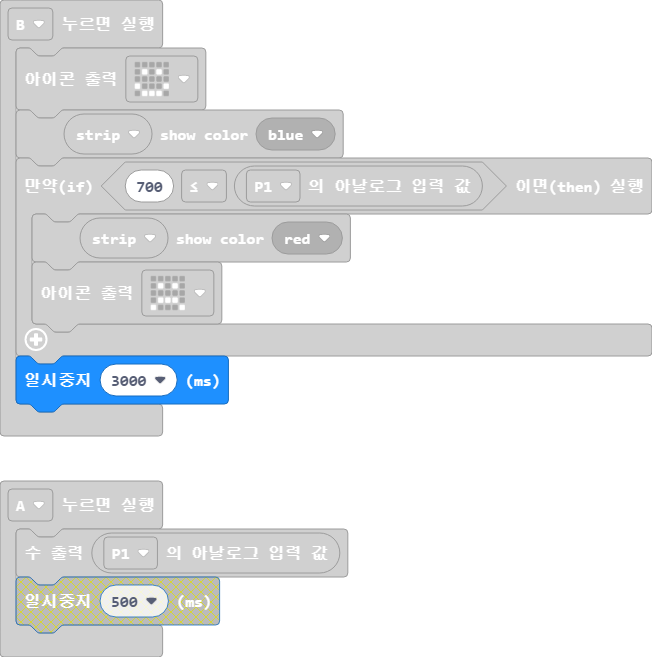 B 누르면 실행
아이콘 출력
strip show color blue
만약(if) 700 ≤ P1 의 아날로그 입력 값 이면(then) 실행
strip show color red
아이콘 출력
일시중지 3000 (ms)
A 누르면 실행
수 출력 P1 의 아날로그 입력 값
일시중지 500 (ms)